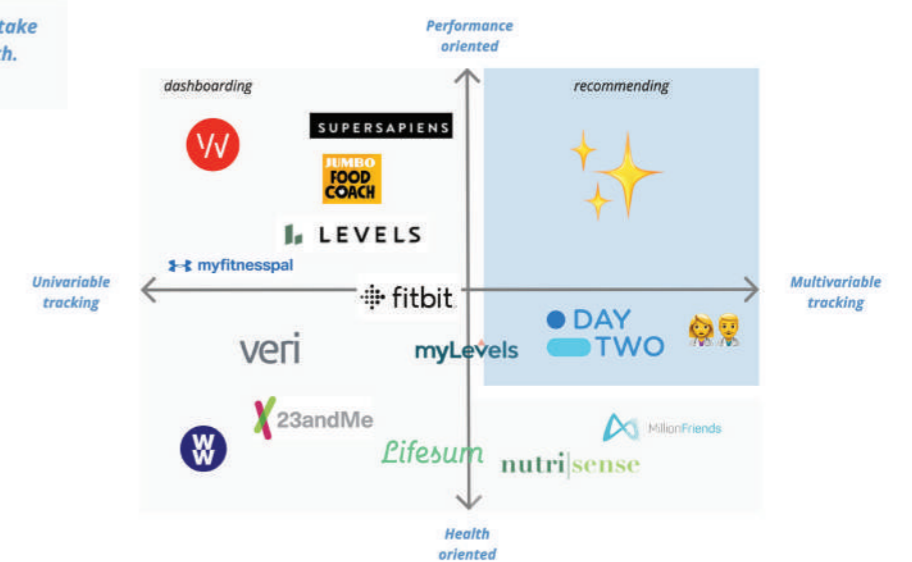 take
th.
Performance
oriented
dashboarding
recommending
SUPERSAPIENS
JUMBO
FOOD
COACH
LEVELS
myfitnesspal
Univariable
tracking
fitbit
Multivariable
tracking
DAY
TWO
veri
myLevels
23andMe
MillionFriends
W
W
Lifesum
nutri|sense
Health
oriented